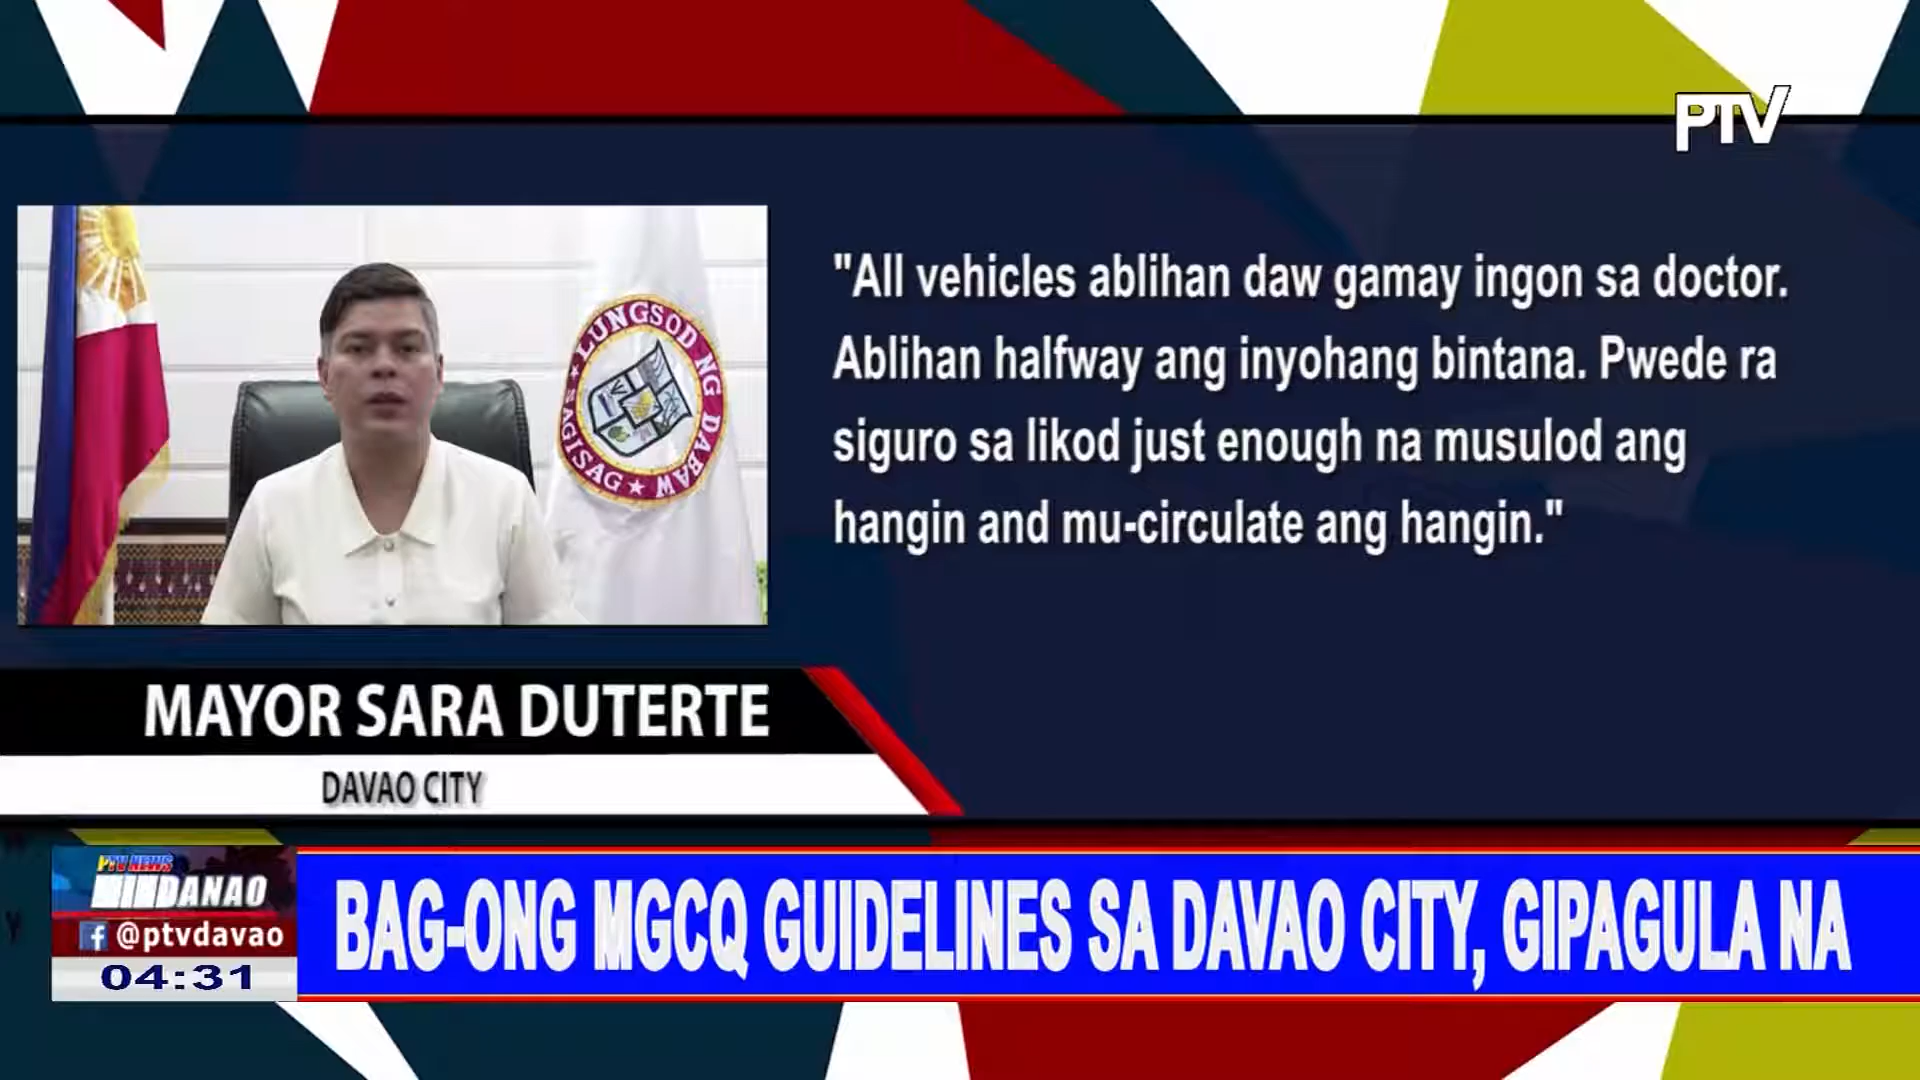 PTV
"All vehicles ablihan daw gamay ingon sa doctor.
Ablihan halfway ang inyohang bintana. Pwede ra
siguro sa likod just enough na musulod ang
hangin and mu-circulate ang hangin."
LUNGSOD NG DABAW
SAGISAG
MAYOR SARA DUTERTE
DAVAO CITY
PTV NEWS
MINDANAO
f @ptvdavao
04:31
BAG-ONG MGCQ GUIDELINES SA DAVAO CITY, GIPAGULA NA